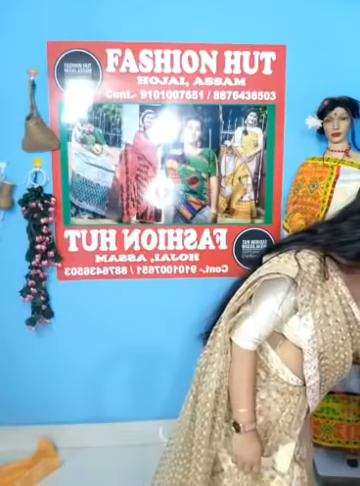 FASHION HUT
HOJAI, ASSAM
Cont.- 9101007651 / 8876436503
FASHION HUT
HOJAI, ASSAM
Cont.- 9101007651 / 8876436503